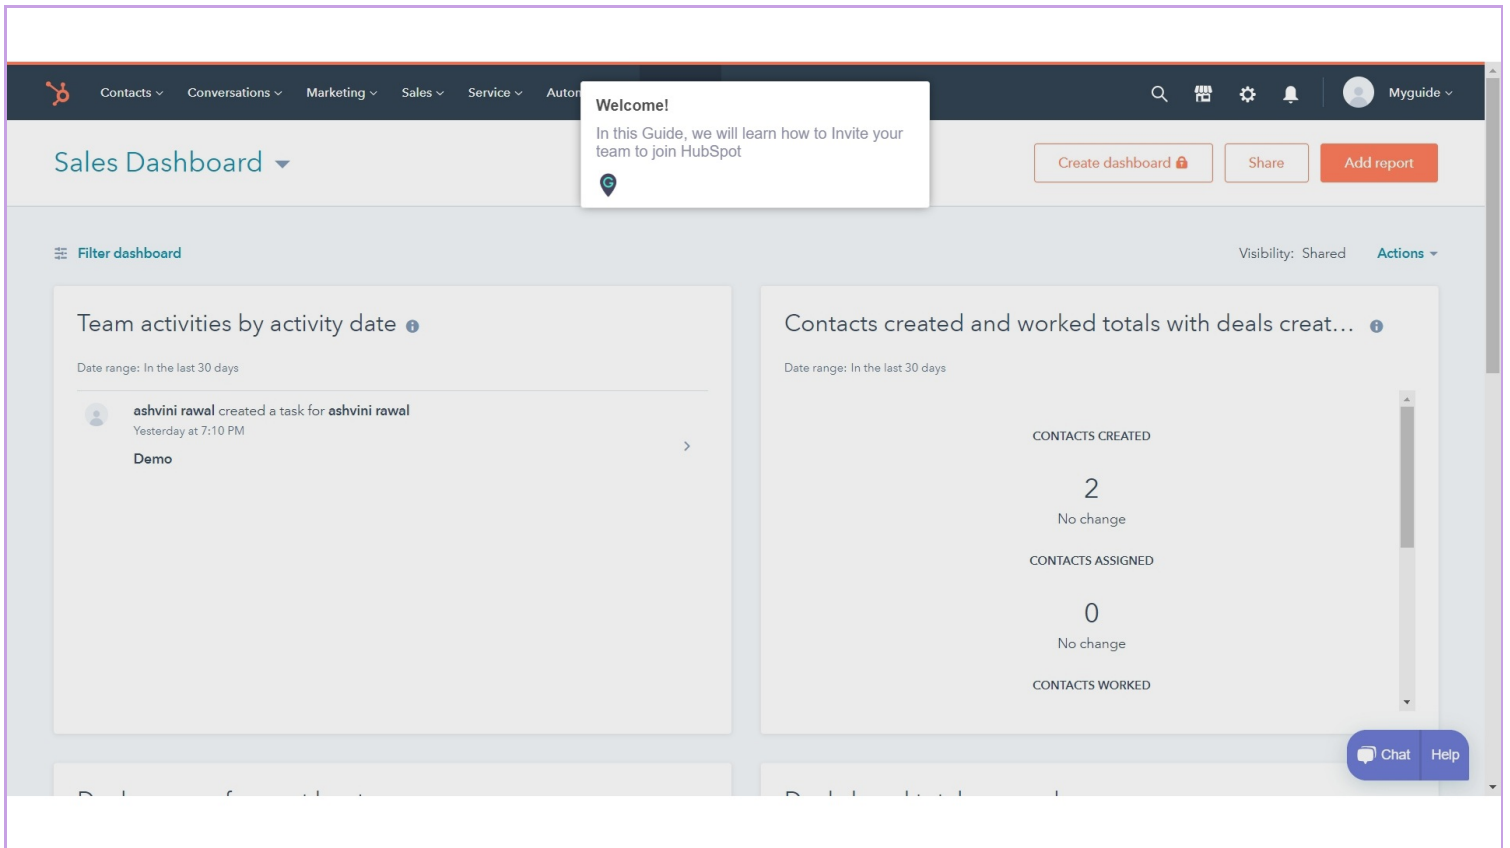 Contacts
Conversations
Marketing
Sales
Service
Myguide
Welcome!
In this Guide, we will learn how to Invite your
team to join HubSpot
G
Sales Dashboard
Create dashboard
Share
Add report
Filter dashboard
Visibility: Shared
Actions
Team activities by activity date
Date range: In the last 30 days
ashvini rawal created a task for ashvini rawal
Yesterday at 7:10 PM
Demo
Contacts created and worked totals with deals creat...
Date range: In the last 30 days
CONTACTS CREATED
2
No change
CONTACTS ASSIGNED
0
No change
CONTACTS WORKED
Chat
Help